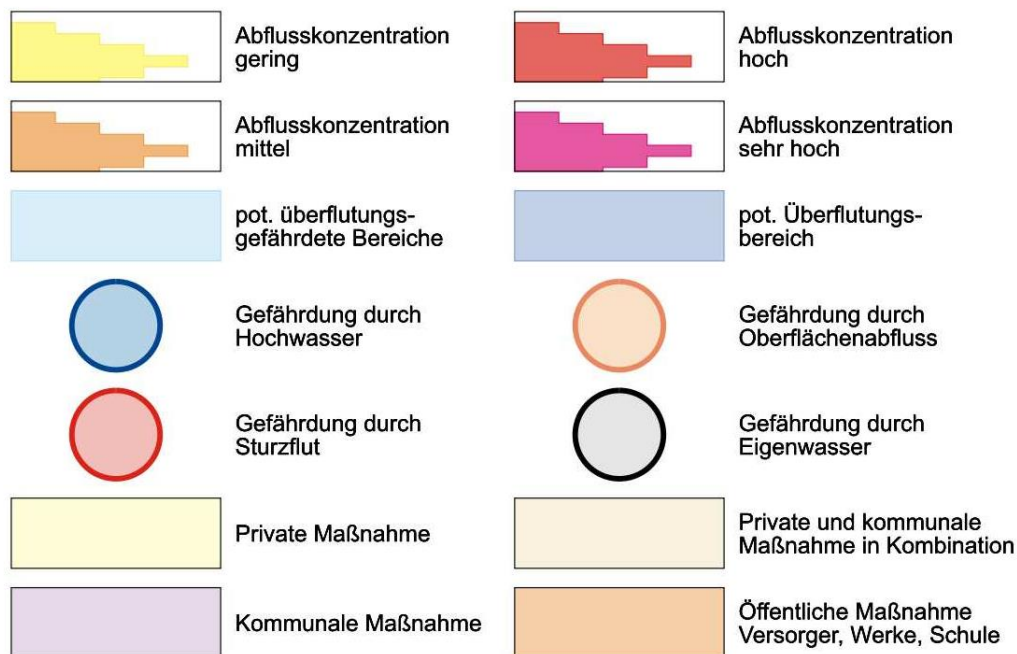 Abflusskonzentration
gering
Abflusskonzentration
hoch
Abflusskonzentration
mittel
Abflusskonzentration
sehr hoch
pot. überflutungs-
gefährdete Bereiche
pot. Überflutungs-
bereich
Gefährdung durch
Hochwasser
Gefährdung durch
Oberflächenabfluss
Gefährdung durch
Sturzflut
Gefährdung durch
Eigenwasser
Private Maßnahme
Private und kommunale
Maßnahme in Kombination
Kommunale Maßnahme
Öffentliche Maßnahme
Versorger, Werke, Schule